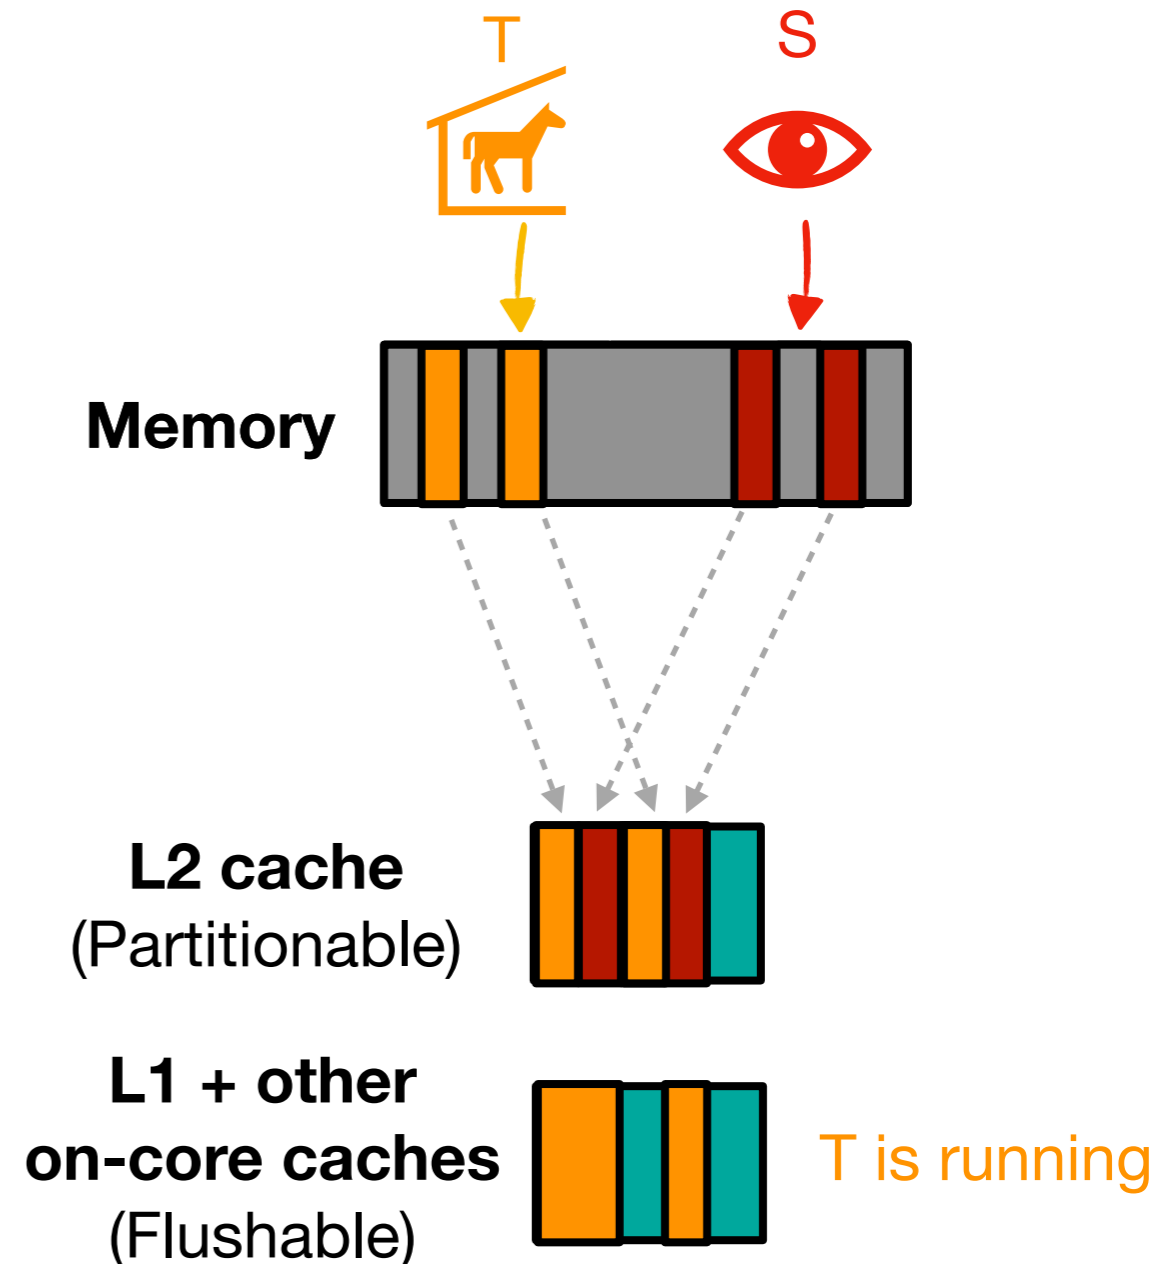 T
S
Memory
L2 cache
(Partitionable)
L1 + other
on-core caches
(Flushable)
T is running